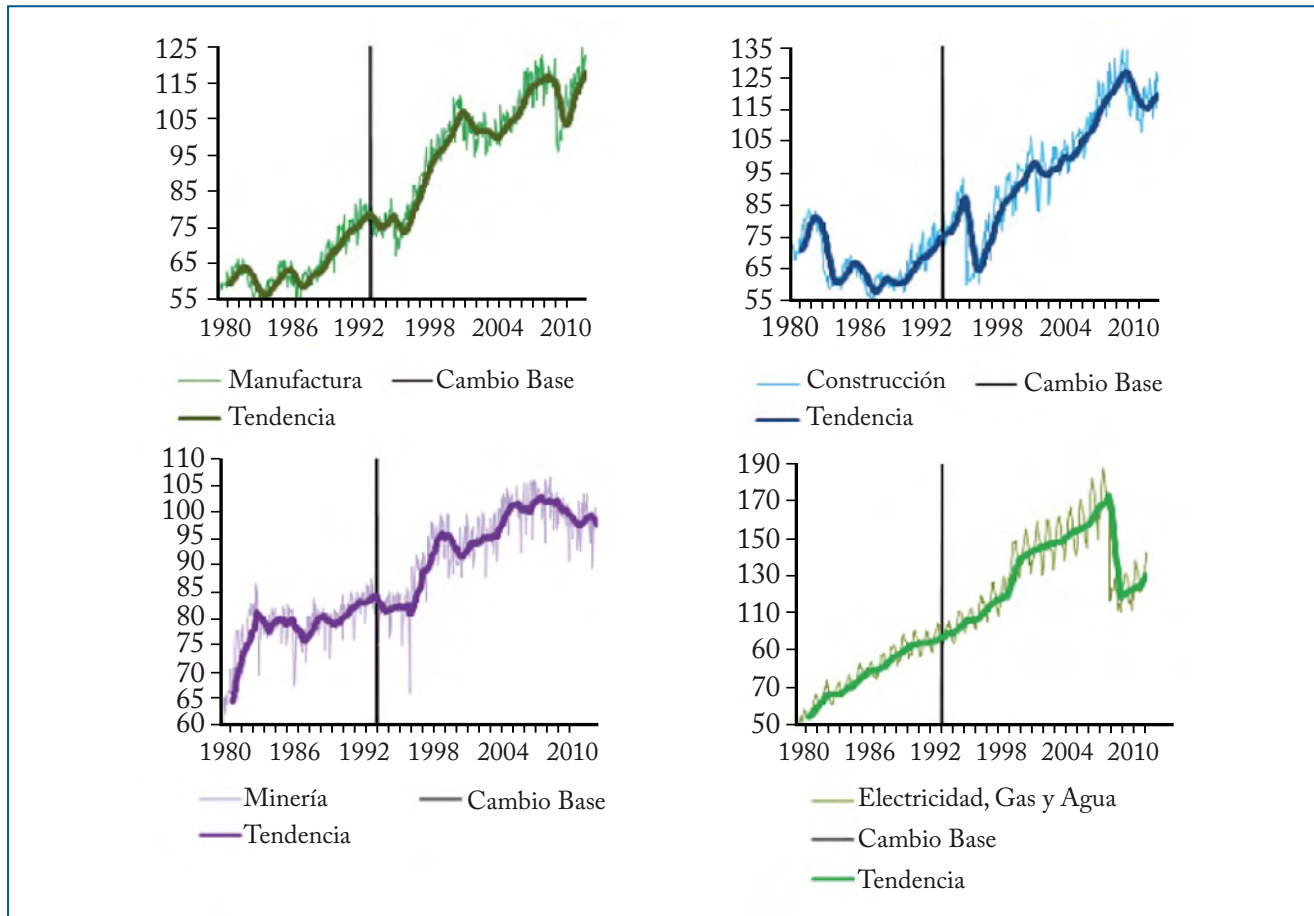 125
115
105
95
85
75
65
55
1980 1986 1992 1998 2004 2010
Manufactura Cambio Base
Tendencia
135
125
115
105
95
85
75
65
55
1980 1986 1992 1998 2004 2010
Construcción Cambio Base
Tendencia
110
105
100
95
90
85
80
75
70
65
60
1980 1986 1992 1998 2004 2010
Minería Cambio Base
Tendencia
190
170
150
130
110
60
70
50
1980 1986 1992 1998 2004 2010
Electricidad, Gas y Agua
Cambio Base
Tendencia